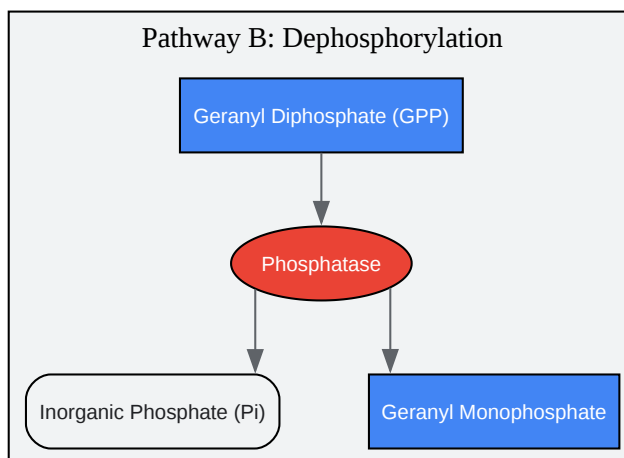 Pathway B: Dephosphorylation
Geranyl Diphosphate (GPP)
Phosphatase
Inorganic Phosphate (Pi)
Geranyl Monophosphate